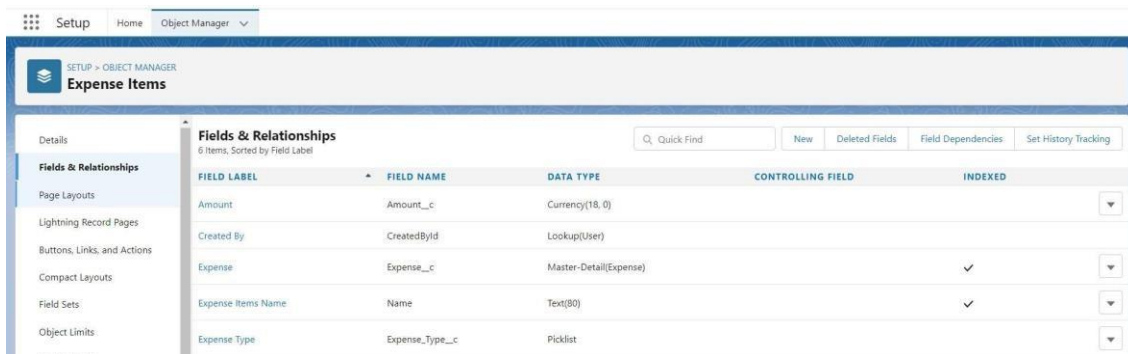 Setup Home Object Manager
SETUP > OBJECT MANAGER
Expense Items
Details
Fields & Relationships
Page Layouts
Lightning Record Pages
Buttons, Links, and Actions
Compact Layouts
Field Sets
Object Limits
Fields & Relationships
6 Items, Sorted by Field Label
Quick Find New Deleted Fields Field Dependencies Set History Tracking
FIELD LABEL FIELD NAME DATA TYPE CONTROLLING FIELD INDEXED
Amount Amount__c Currency(18, 0)
Created By CreatedById Lookup(User)
Expense Expense__c Master-Detail(Expense)
Expense Items Name Name Text(80)
Expense Type Expense_Type__c Picklist